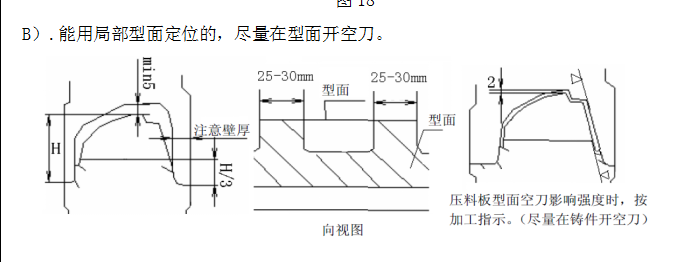 图18
B）.能用局部型面定位的，尽量在型面开空刀。
min5
H
注意壁厚
H/3
25-30mm
型面
25-30mm
型面
向视图
2
压料板型面空刀影响强度时，按
加工指示。（尽量在铸件开空刀）